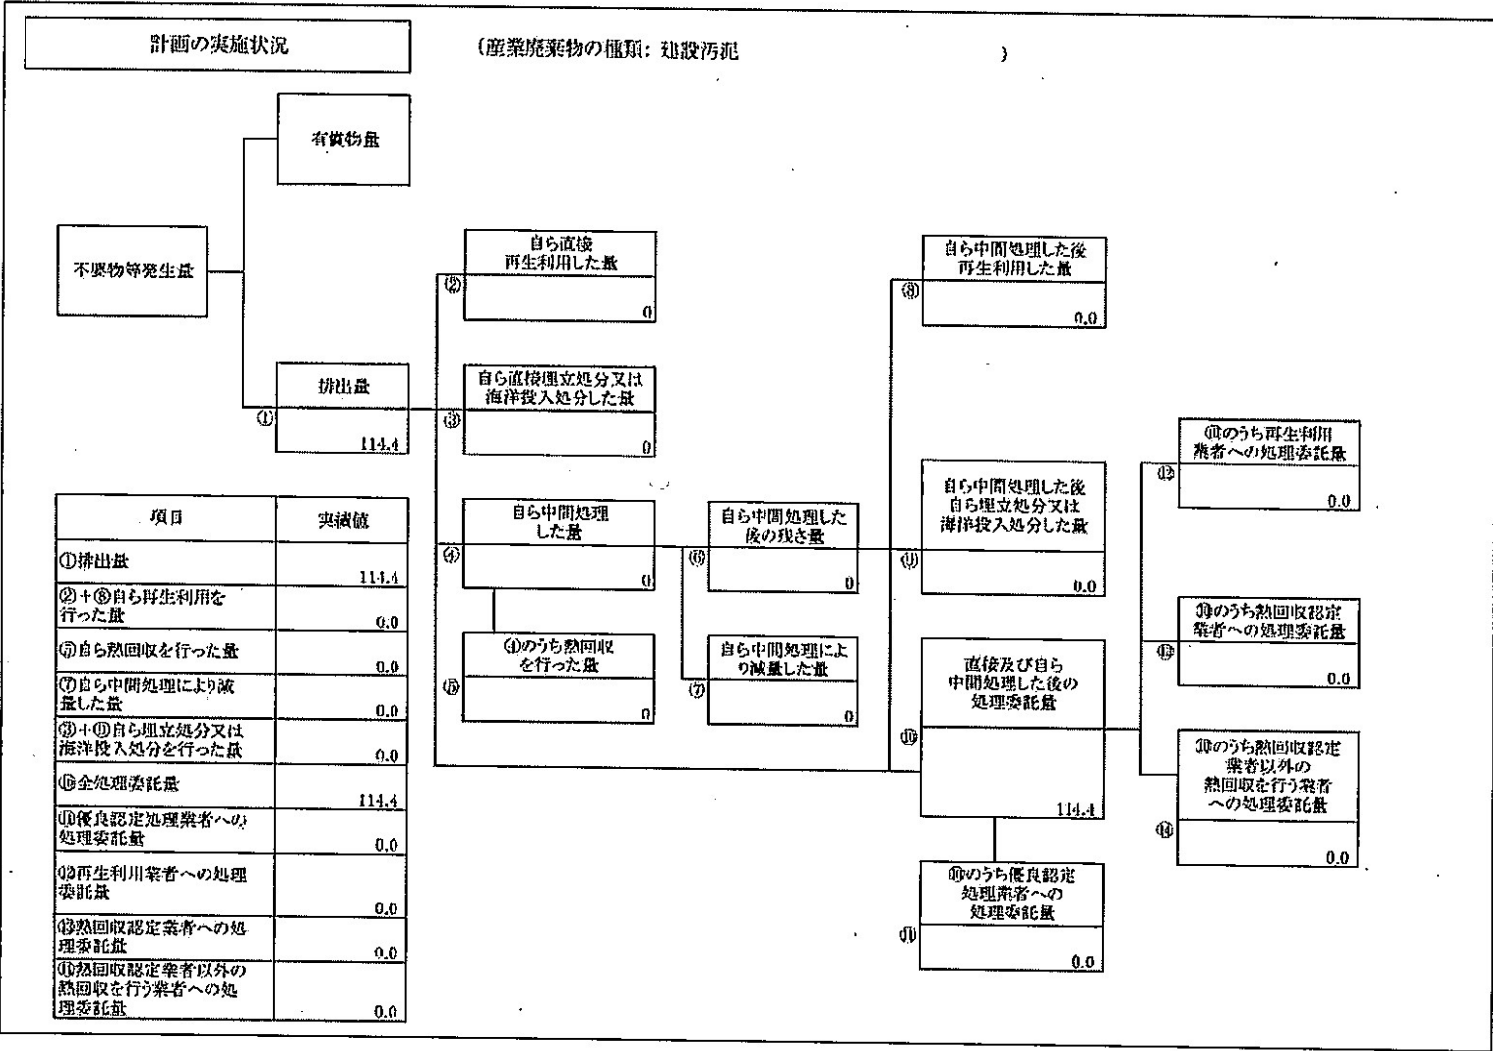 計画の実施状況
(産業廃棄物の種類: 建設汚泥
)
有償物量
不要物等発生量
排出量
①
114.4
自ら直接
再生利用した量
②
0
自ら直接埋立処分又は
海洋投入処分した量
③
0
自ら中間処理
した量
④
0
④のうち熱回収
を行った量
⑤
0
自ら中間処理した
後の残さ量
⑥
0
自ら中間処理によ
り減量した量
⑦
0
自ら中間処理した後
再生利用した量
⑧
0.0
自ら中間処理した後
自ら埋立処分又は
海洋投入処分した量
⑨
0.0
直接及び自ら
中間処理した後の
処理委託量
⑩
114.4
⑩のうち優良認定
処理業者への
処理委託量
⑪
0.0
⑩のうち再生利用
業者への処理委託量
⑫
0.0
⑩のうち熱回収認定
業者への処理委託量
⑬
0.0
⑩のうち熱回収認定
業者以外の
熱回収を行う業者
への処理委託量
⑭
0.0
項目 実績値
①排出量
114.4
②+⑧自ら再生利用を
行った量
0.0
⑤自ら熱回収を行った量
0.0
⑦自ら中間処理により減
量した量
0.0
③+⑨自ら埋立処分又は
海洋投入処分を行った量
0.0
⑩全処理委託量
114.4
⑪優良認定処理業者への
処理委託量
0.0
⑫再生利用業者への処理
委託量
0.0
⑬熱回収認定業者への処
理委託量
0.0
⑭熱回収認定業者以外の
熱回収を行う業者への処
理委託量
0.0